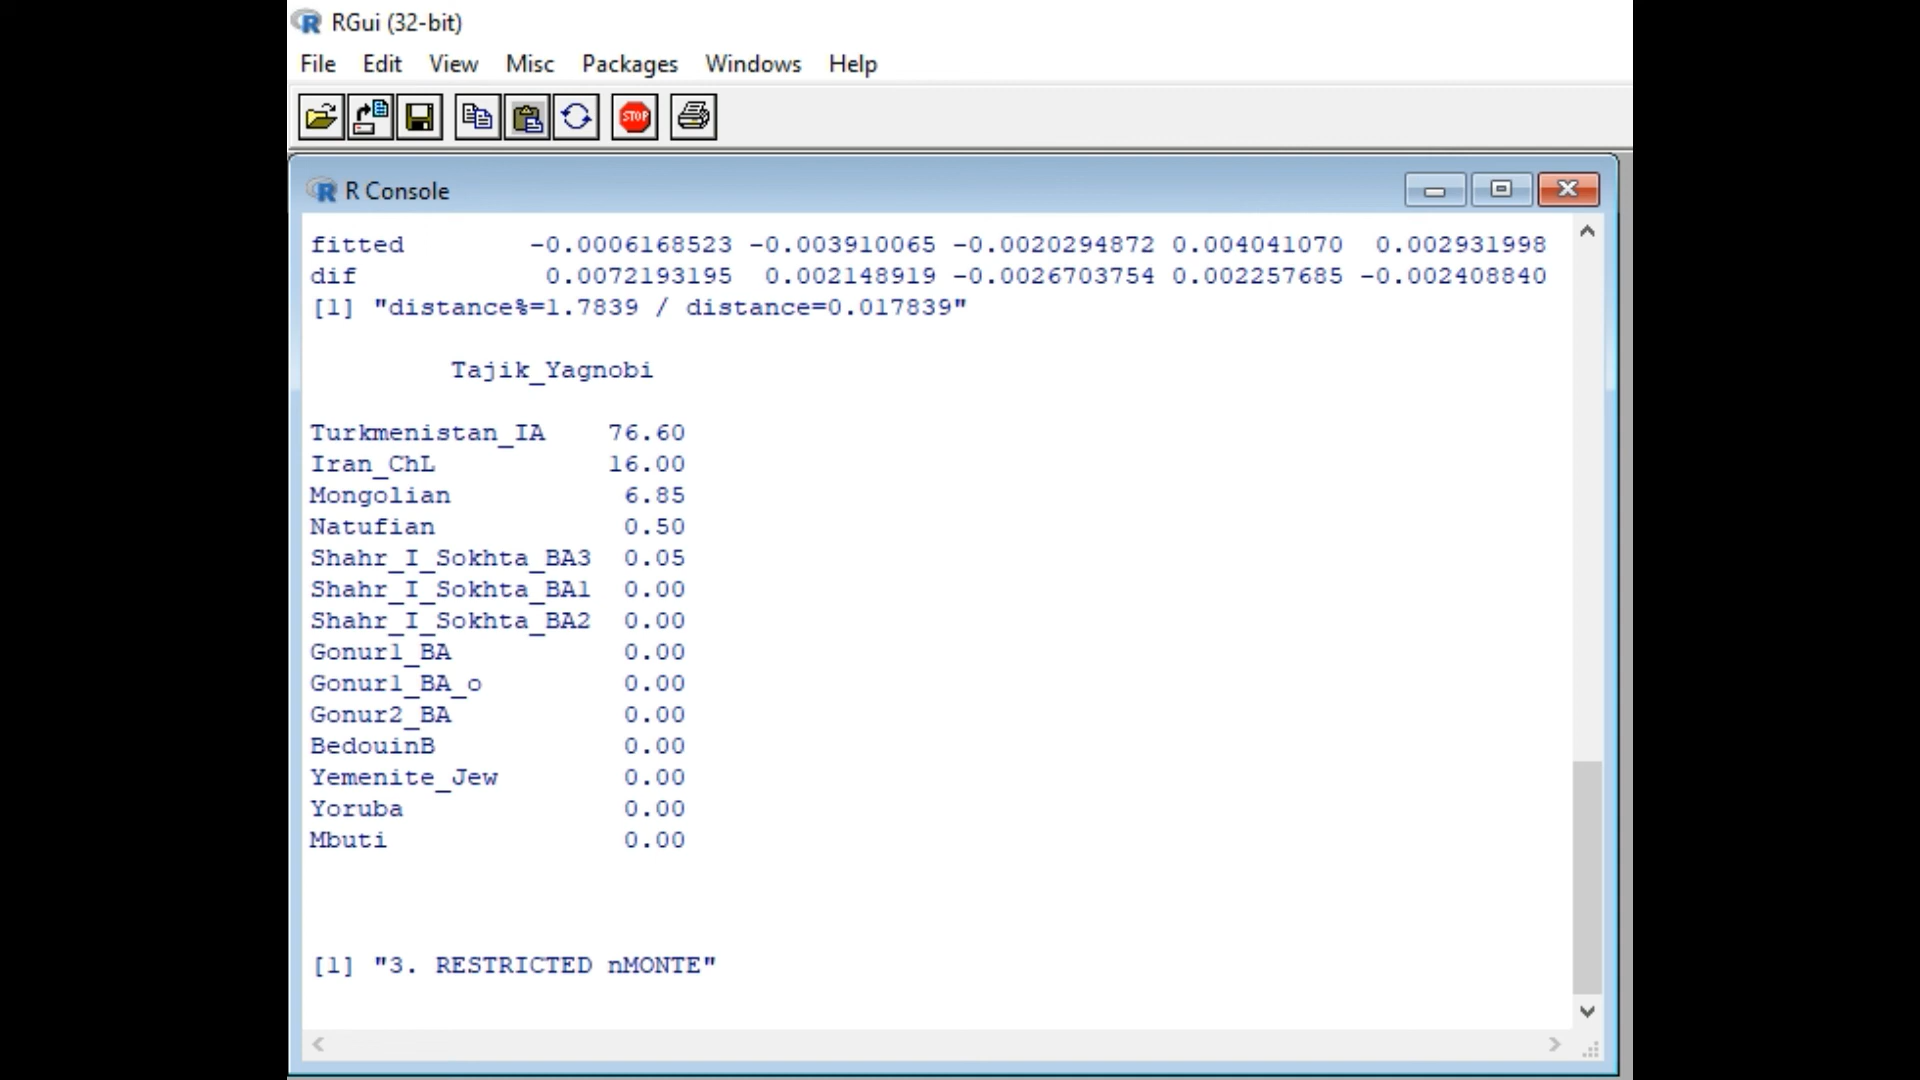 RGui (32-bit)
File Edit View Misc Packages Windows Help
STOP
R Console
fitted -0.0006168523 -0.003910065 -0.0020294872 0.004041070 0.002931998
dif 0.0072193195 0.002148919 -0.0026703754 0.002257685 -0.002408840
[1] "distance%=1.7839 / distance=0.017839"
Tajik_Yagnobi
Turkmenistan_IA 76.60
Iran_ChL 16.00
Mongolian 6.85
Natufian 0.50
Shahr_I_Sokhta_BA3 0.05
Shahr_I_Sokhta_BA1 0.00
Shahr_I_Sokhta_BA2 0.00
Gonur1_BA 0.00
Gonur1_BA_o 0.00
Gonur2_BA 0.00
BedouinB 0.00
Yemenite_Jew 0.00
Yoruba 0.00
Mbuti 0.00
[1] "3. RESTRICTED nMONTE"